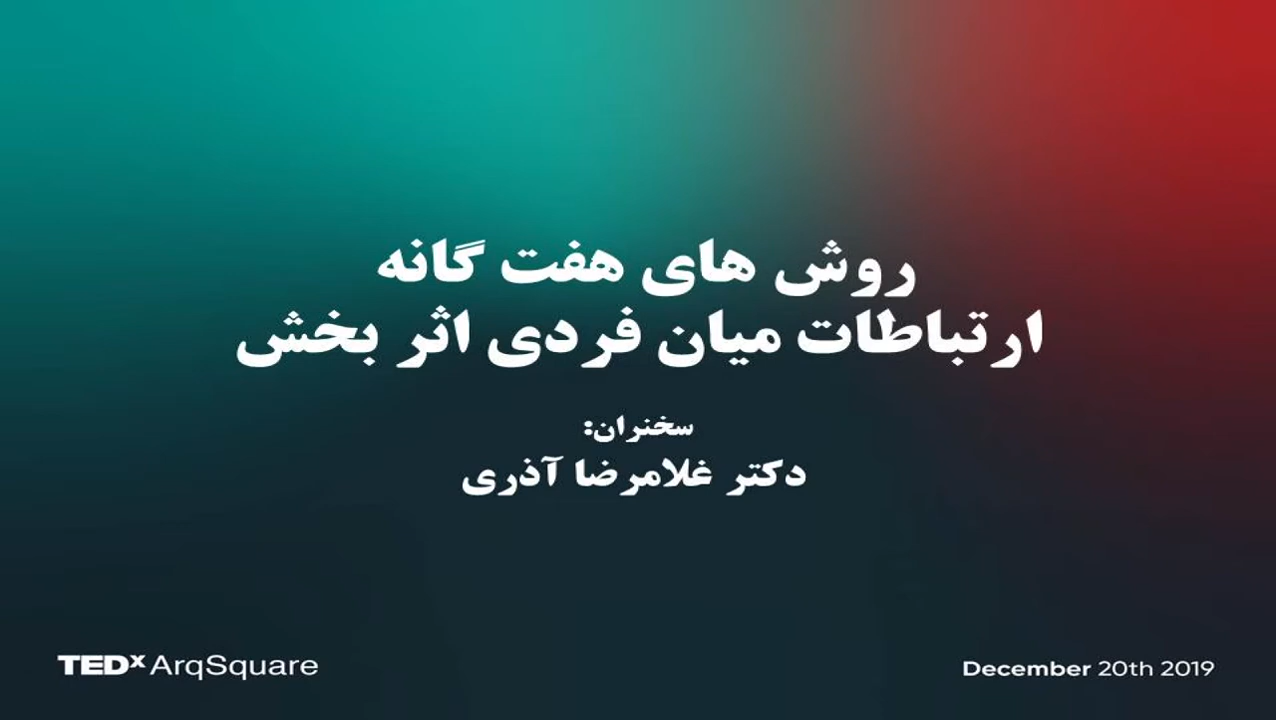 روش های هفت گانه
ارتباطات میان فردی اثر بخش
سخنران:
دکتر غلامرضا آذری
TEDx ArqSquare
December 20th 2019